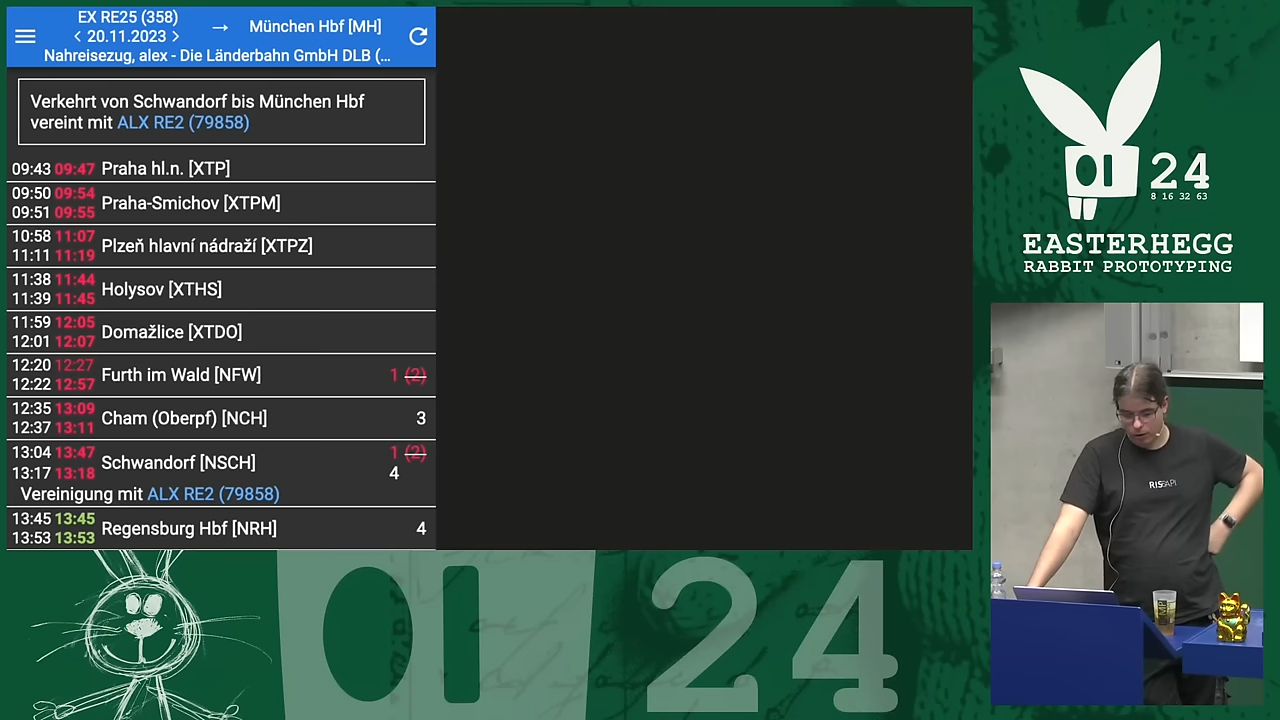 EX RE25 (358)
< 20.11.2023 >
→ München Hbf [MH]
Nahreisezug, alex - Die Länderbahn GmbH DLB (...
Verkehrt von Schwandorf bis München Hbf
vereint mit ALX RE2 (79858)
09:43 09:47 Praha hl.n. [XTP]
09:50 09:54
09:51 09:55
Praha-Smichov [XTPM]
10:58 11:07
11:11 11:19
Plzeň hlavní nádraží [XTPZ]
11:38 11:44
11:39 11:45
Holysov [XTHS]
11:59 12:05
12:01 12:07
Domažlice [XTDO]
12:20 12:27
12:22 12:57
Furth im Wald [NFW]
1 (2)
12:35 13:09
12:37 13:11
Cham (Oberpf) [NCH]
3
13:04 13:47
13:17 13:18
Schwandorf [NSCH]
1 (2)
4
Vereinigung mit ALX RE2 (79858)
13:45 13:45
13:53 13:53
Regensburg Hbf [NRH]
4
24
8 16 32 63
EASTERHEGG
RABBIT PROTOTYPING
RIS::API
24